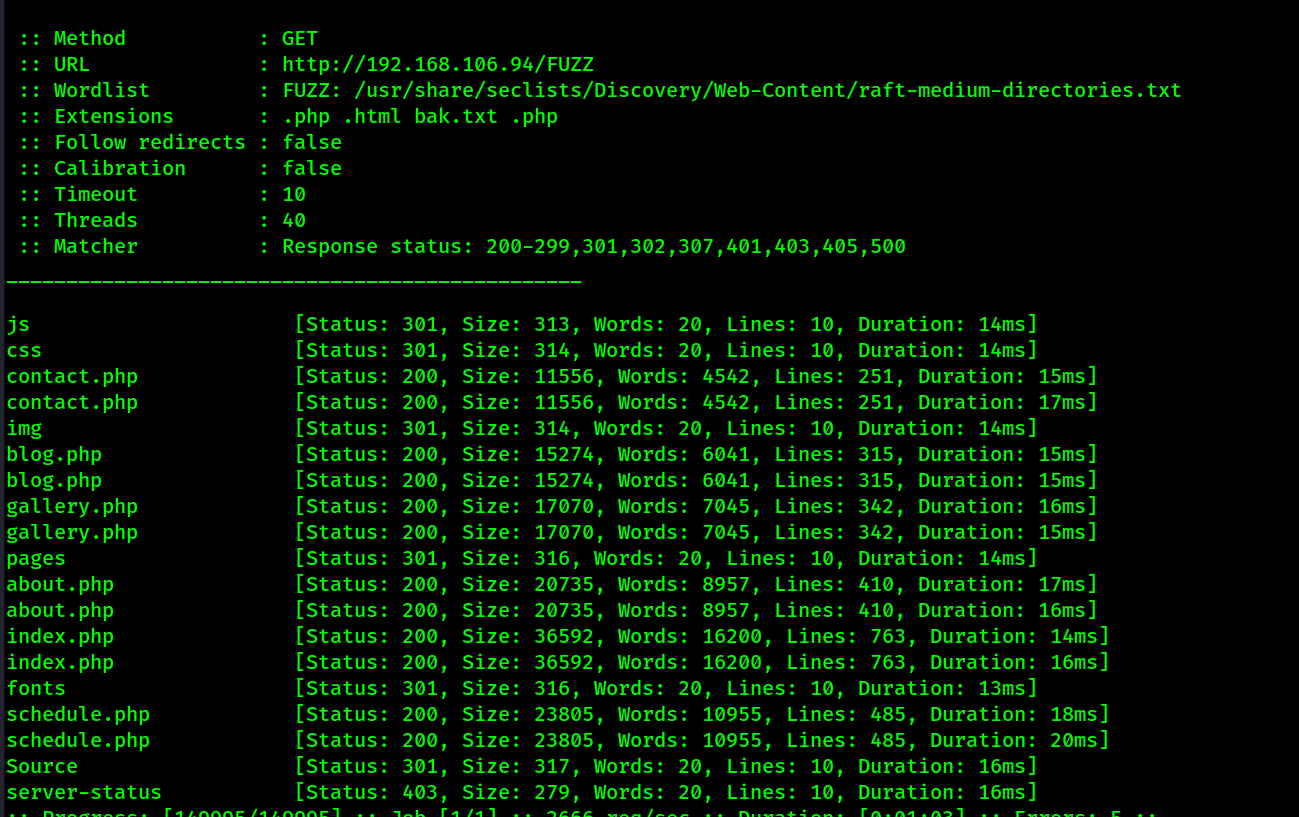 :: Method : GET
:: URL : http://192.168.106.94/FUZZ
:: Wordlist : FUZZ: /usr/share/seclists/Discovery/Web-Content/raft-medium-directories.txt
:: Extensions : .php .html bak.txt .php
:: Follow redirects : false
:: Calibration : false
:: Timeout : 10
:: Threads : 40
:: Matcher : Response status: 200-299,301,302,307,401,403,405,500
________________________________________________
js [Status: 301, Size: 313, Words: 20, Lines: 10, Duration: 14ms]
css [Status: 301, Size: 314, Words: 20, Lines: 10, Duration: 14ms]
contact.php [Status: 200, Size: 11556, Words: 4542, Lines: 251, Duration: 15ms]
contact.php [Status: 200, Size: 11556, Words: 4542, Lines: 251, Duration: 17ms]
img [Status: 301, Size: 314, Words: 20, Lines: 10, Duration: 14ms]
blog.php [Status: 200, Size: 15274, Words: 6041, Lines: 315, Duration: 15ms]
blog.php [Status: 200, Size: 15274, Words: 6041, Lines: 315, Duration: 15ms]
gallery.php [Status: 200, Size: 17070, Words: 7045, Lines: 342, Duration: 16ms]
gallery.php [Status: 200, Size: 17070, Words: 7045, Lines: 342, Duration: 15ms]
pages [Status: 301, Size: 316, Words: 20, Lines: 10, Duration: 14ms]
about.php [Status: 200, Size: 20735, Words: 8957, Lines: 410, Duration: 17ms]
about.php [Status: 200, Size: 20735, Words: 8957, Lines: 410, Duration: 16ms]
index.php [Status: 200, Size: 36592, Words: 16200, Lines: 763, Duration: 14ms]
index.php [Status: 200, Size: 36592, Words: 16200, Lines: 763, Duration: 16ms]
fonts [Status: 301, Size: 316, Words: 20, Lines: 10, Duration: 13ms]
schedule.php [Status: 200, Size: 23805, Words: 10955, Lines: 485, Duration: 18ms]
schedule.php [Status: 200, Size: 23805, Words: 10955, Lines: 485, Duration: 20ms]
Source [Status: 301, Size: 317, Words: 20, Lines: 10, Duration: 16ms]
server-status [Status: 403, Size: 279, Words: 20, Lines: 10, Duration: 16ms]
:: Progress: :: Job [1/1] :: req/sec :: Duration: [0:01:03] :: Errors: ::